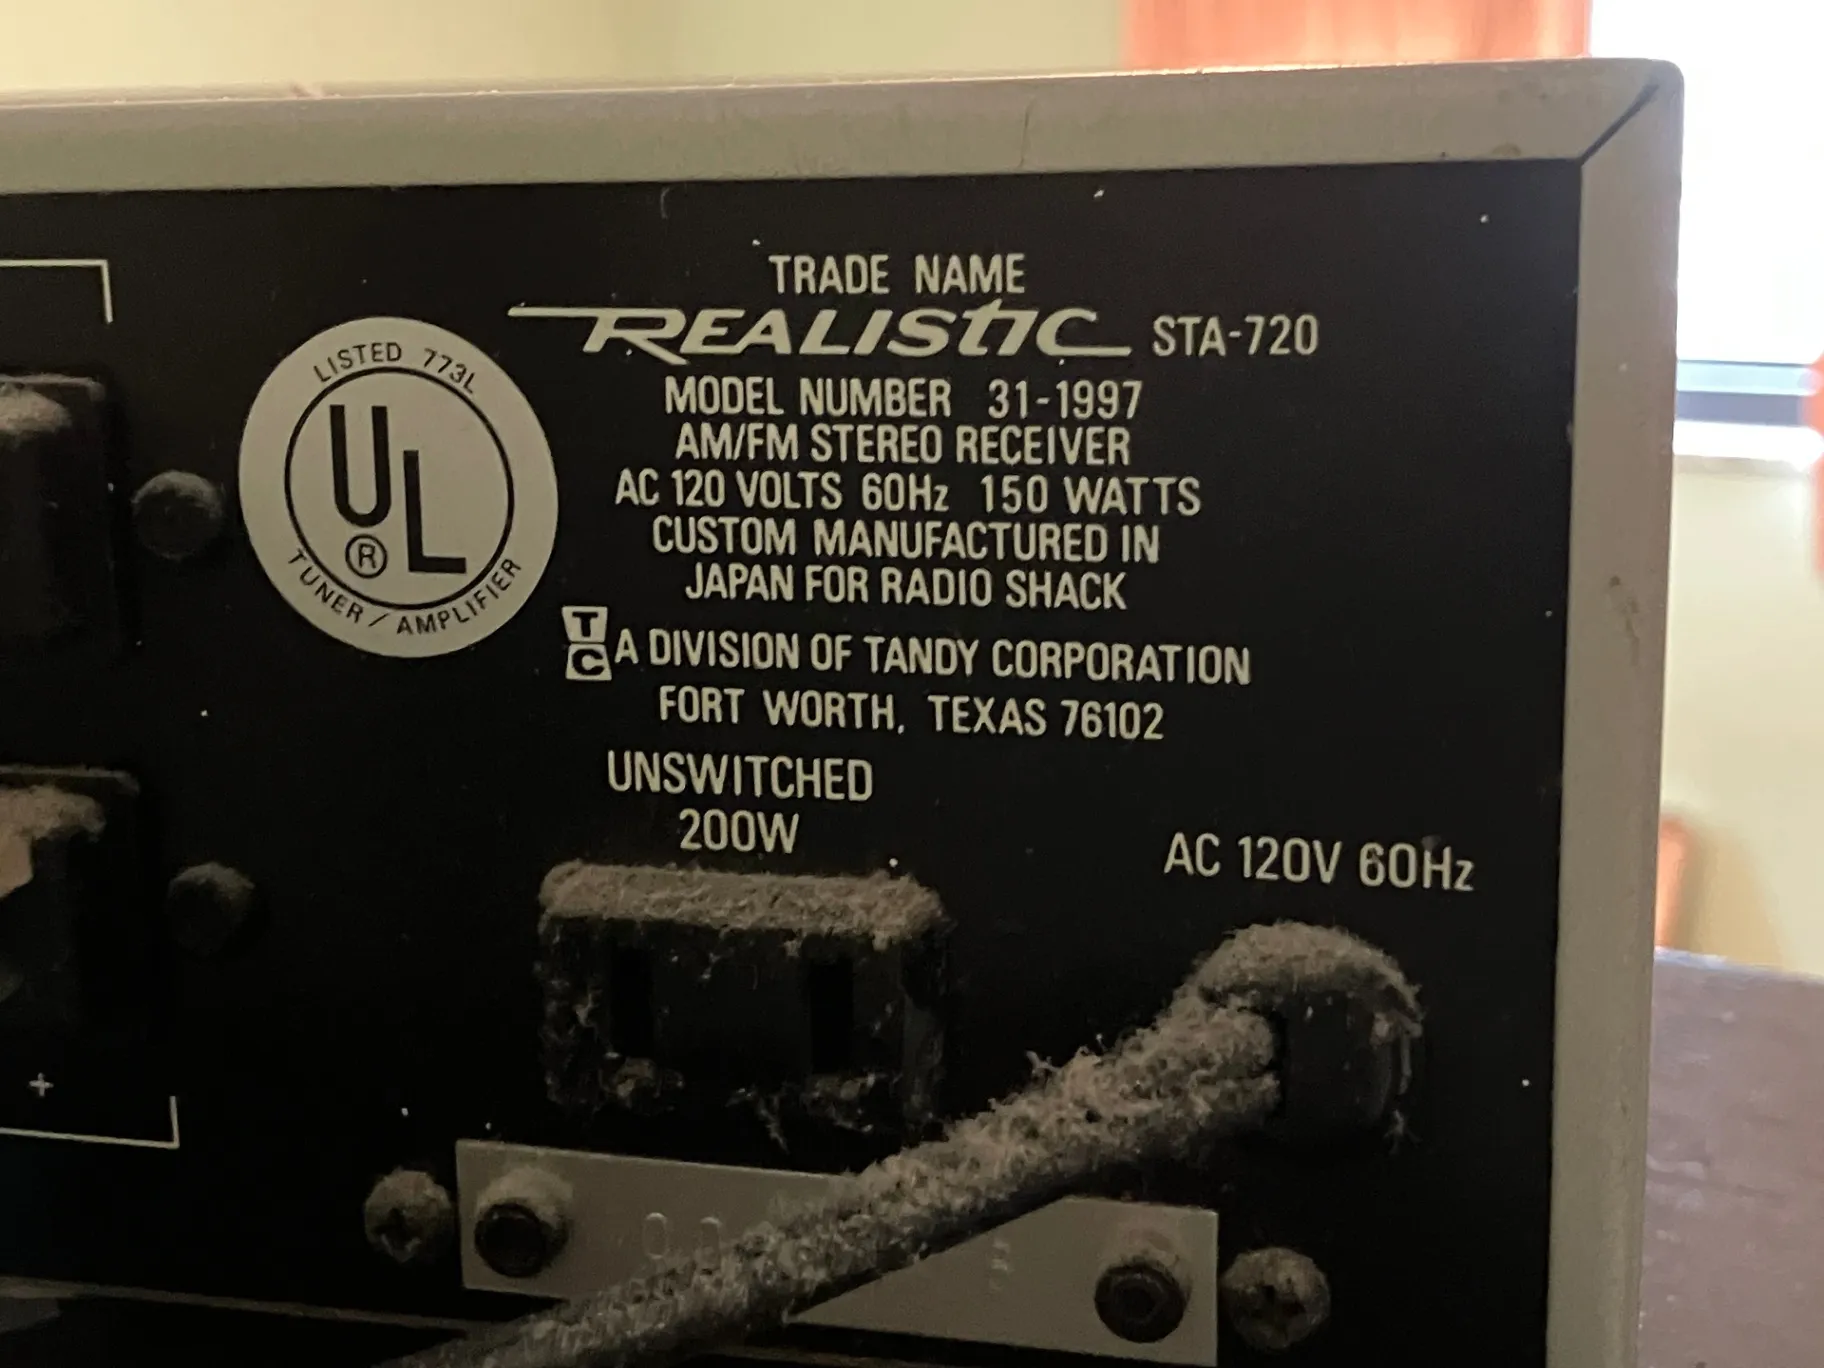 TRADE NAME
REALISTIC STA-720
MODEL NUMBER 31-1997
AM/FM STEREO RECEIVER
AC 120 VOLTS 60Hz 150 WATTS
CUSTOM MANUFACTURED IN
JAPAN FOR RADIO SHACK
TC A DIVISION OF TANDY CORPORATION
FORT WORTH, TEXAS 76102
LISTED 773L
UL®
TUNER/AMPLIFIER
UNSWITCHED
200W
AC 120V 60Hz
+